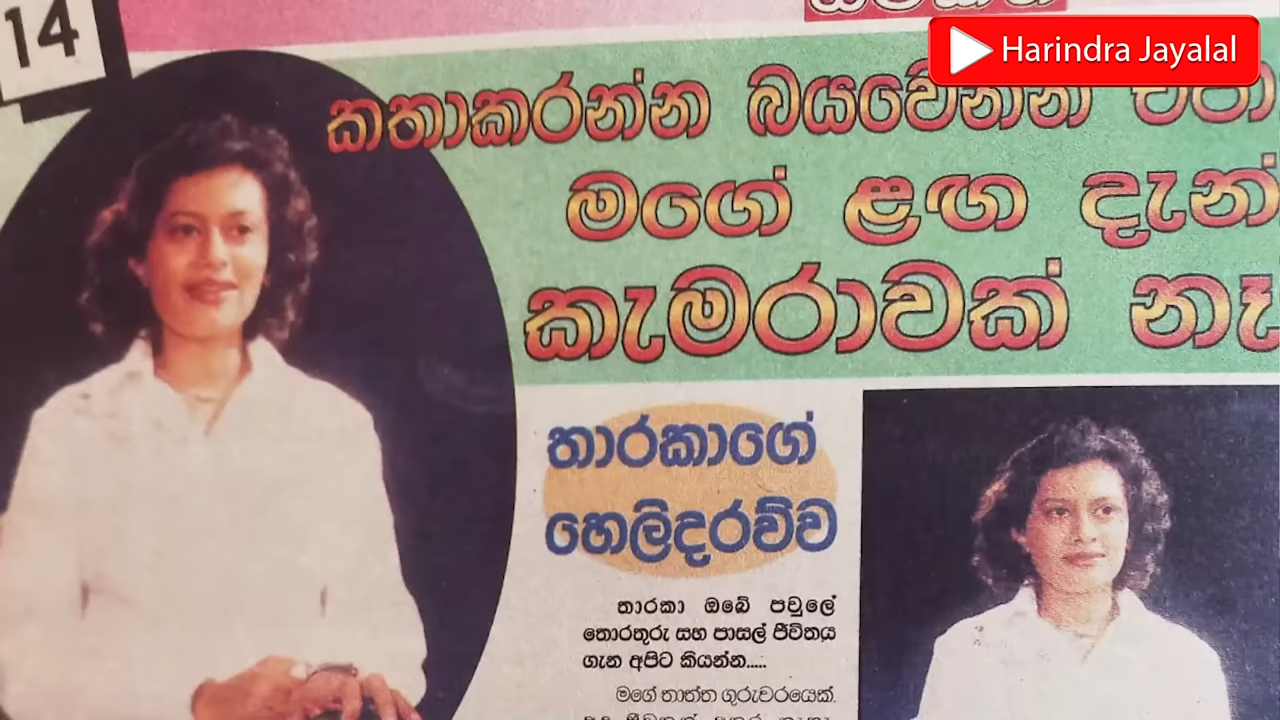 14
Harindra Jayalal
කතාකරන්න බයවෙන්න එපා
මගේ ළඟ දැන්
කැමරාවක් නෑ
තාරකාගේ
හෙලිදරව්ව
තාරකා ඔබේ පවුලේ
තොරතුරු සහ පාසල් ජීවිතය
ගැන අපිට කියන්න.....
මගේ තාත්ත ගුරුවරයෙක්.